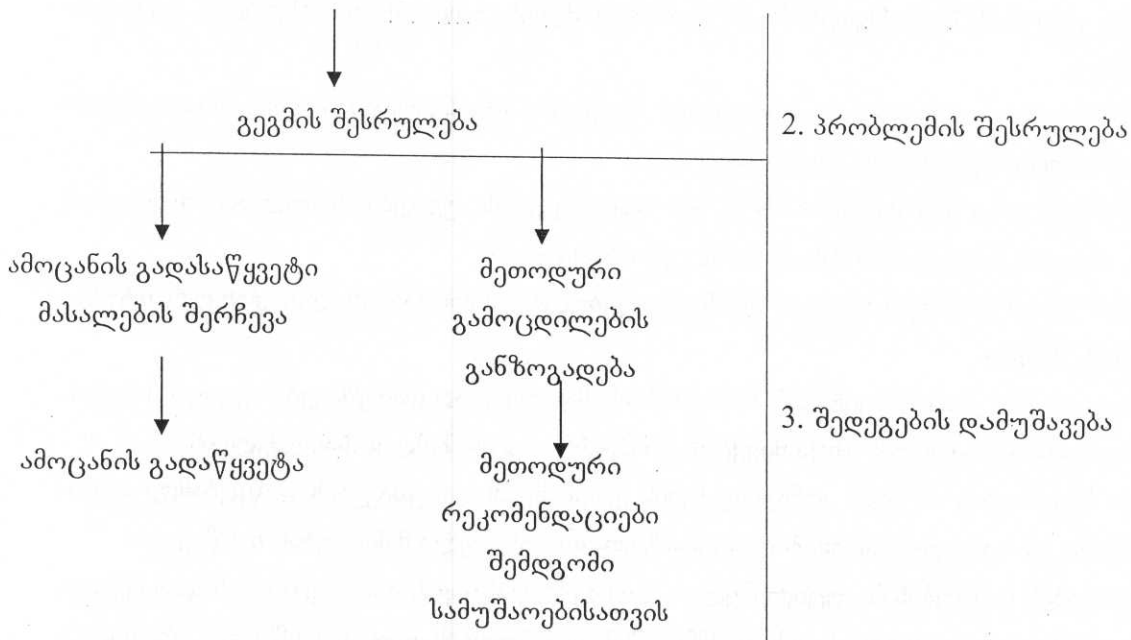 გეგმის შესრულება
2. პრობლემის შესრულება
ამოცანის გადასაწყვეტი
მასალების შერჩევა
მეთოდური
გამოცდილების
განზოგადება
3. შედეგების დამუშავება
ამოცანის გადაწყვეტა
მეთოდური
რეკომენდაციები
შემდგომი
სამუშაოებისათვის